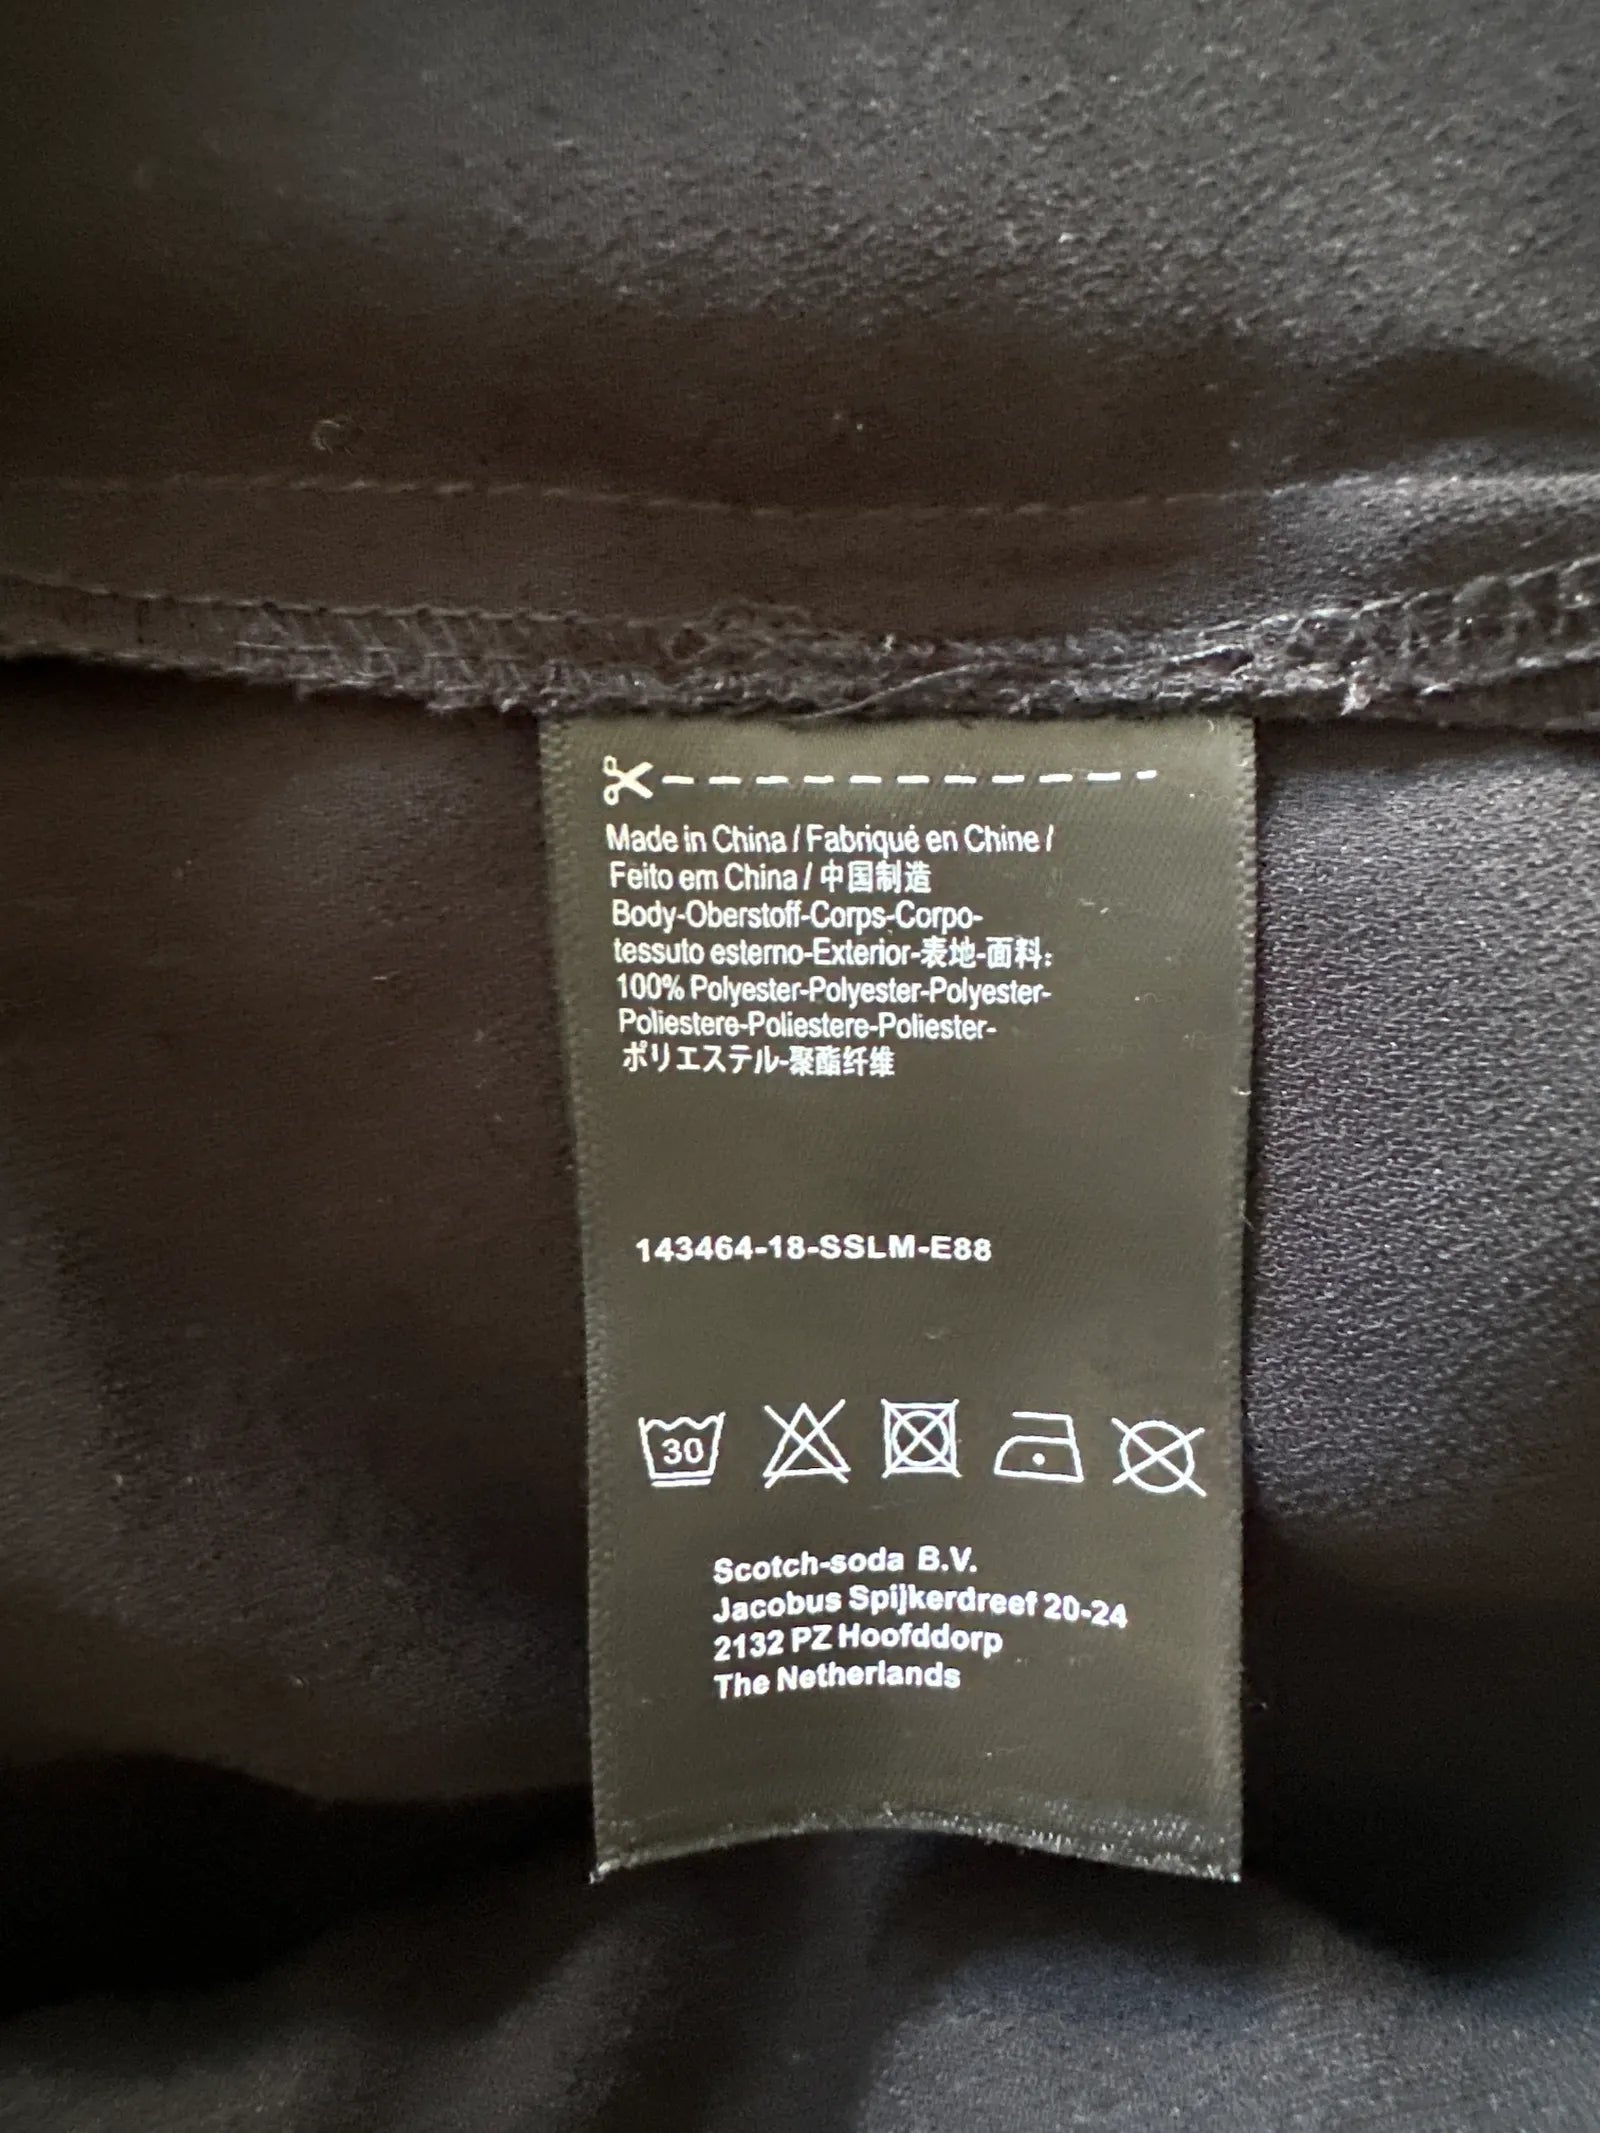 Made in China / Fabriqué en Chine /
Feito em China / 中国制造
Body-Oberstoff-Corps-Corpo-
tessuto esterno-Exterior-表地-面料:
100% Polyester-Polyester-Polyester-
Poliestere-Poliestere-Poliester-
ポリエステル-聚酯纤维
143464-18-SSLM-E88
30
Scotch-soda B.V.
Jacobus Spijkerdreef 20-24
2132 PZ Hoofddorp
The Netherlands